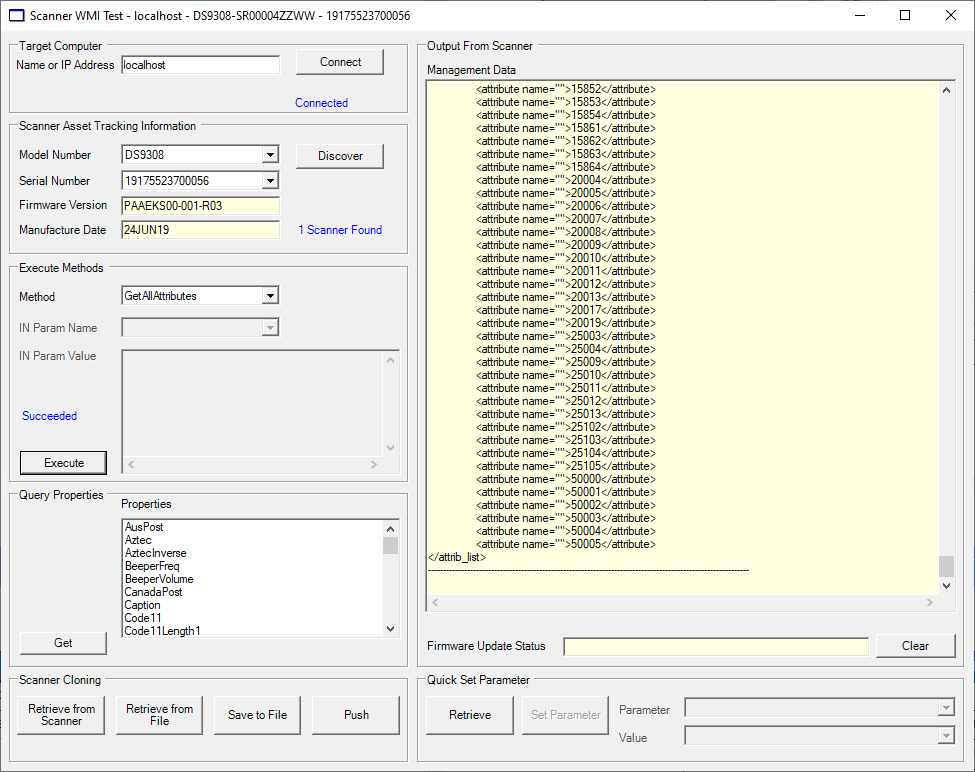 Scanner WMI Test - localhost - DS9308-SR00004ZZWW - 19175523700056
Target Computer
Name or IP Address localhost Connect
Connected
Scanner Asset Tracking Information
Model Number DS9308 Discover
Serial Number 19175523700056
Firmware Version PAAEKS00-001-R03
Manufacture Date 24JUN19 1 Scanner Found
Execute Methods
Method GetAllAttributes
IN Param Name
IN Param Value
Succeeded
Execute
Query Properties
Properties
AusPost
Aztec
AztecInverse
BeeperFreq
BeeperVolume
CanadaPost
Caption
Code11
Code11Length1
Get
Scanner Cloning
Retrieve from Scanner
Retrieve from File
Save to File
Push
Output From Scanner
Management Data
<attribute name="">15852</attribute>
<attribute name="">15853</attribute>
<attribute name="">15854</attribute>
<attribute name="">15861</attribute>
<attribute name="">15862</attribute>
<attribute name="">15863</attribute>
<attribute name="">15864</attribute>
<attribute name="">20004</attribute>
<attribute name="">20005</attribute>
<attribute name="">20006</attribute>
<attribute name="">20007</attribute>
<attribute name="">20008</attribute>
<attribute name="">20009</attribute>
<attribute name="">20010</attribute>
<attribute name="">20011</attribute>
<attribute name="">20012</attribute>
<attribute name="">20013</attribute>
<attribute name="">20017</attribute>
<attribute name="">20019</attribute>
<attribute name="">25003</attribute>
<attribute name="">25004</attribute>
<attribute name="">25009</attribute>
<attribute name="">25010</attribute>
<attribute name="">25011</attribute>
<attribute name="">25012</attribute>
<attribute name="">25013</attribute>
<attribute name="">25102</attribute>
<attribute name="">25103</attribute>
<attribute name="">25104</attribute>
<attribute name="">25105</attribute>
<attribute name="">50000</attribute>
<attribute name="">50001</attribute>
<attribute name="">50002</attribute>
<attribute name="">50003</attribute>
<attribute name="">50004</attribute>
<attribute name="">50005</attribute>
</attrib_list>
Firmware Update Status Clear
Quick Set Parameter
Retrieve
Set Parameter
Parameter
Value